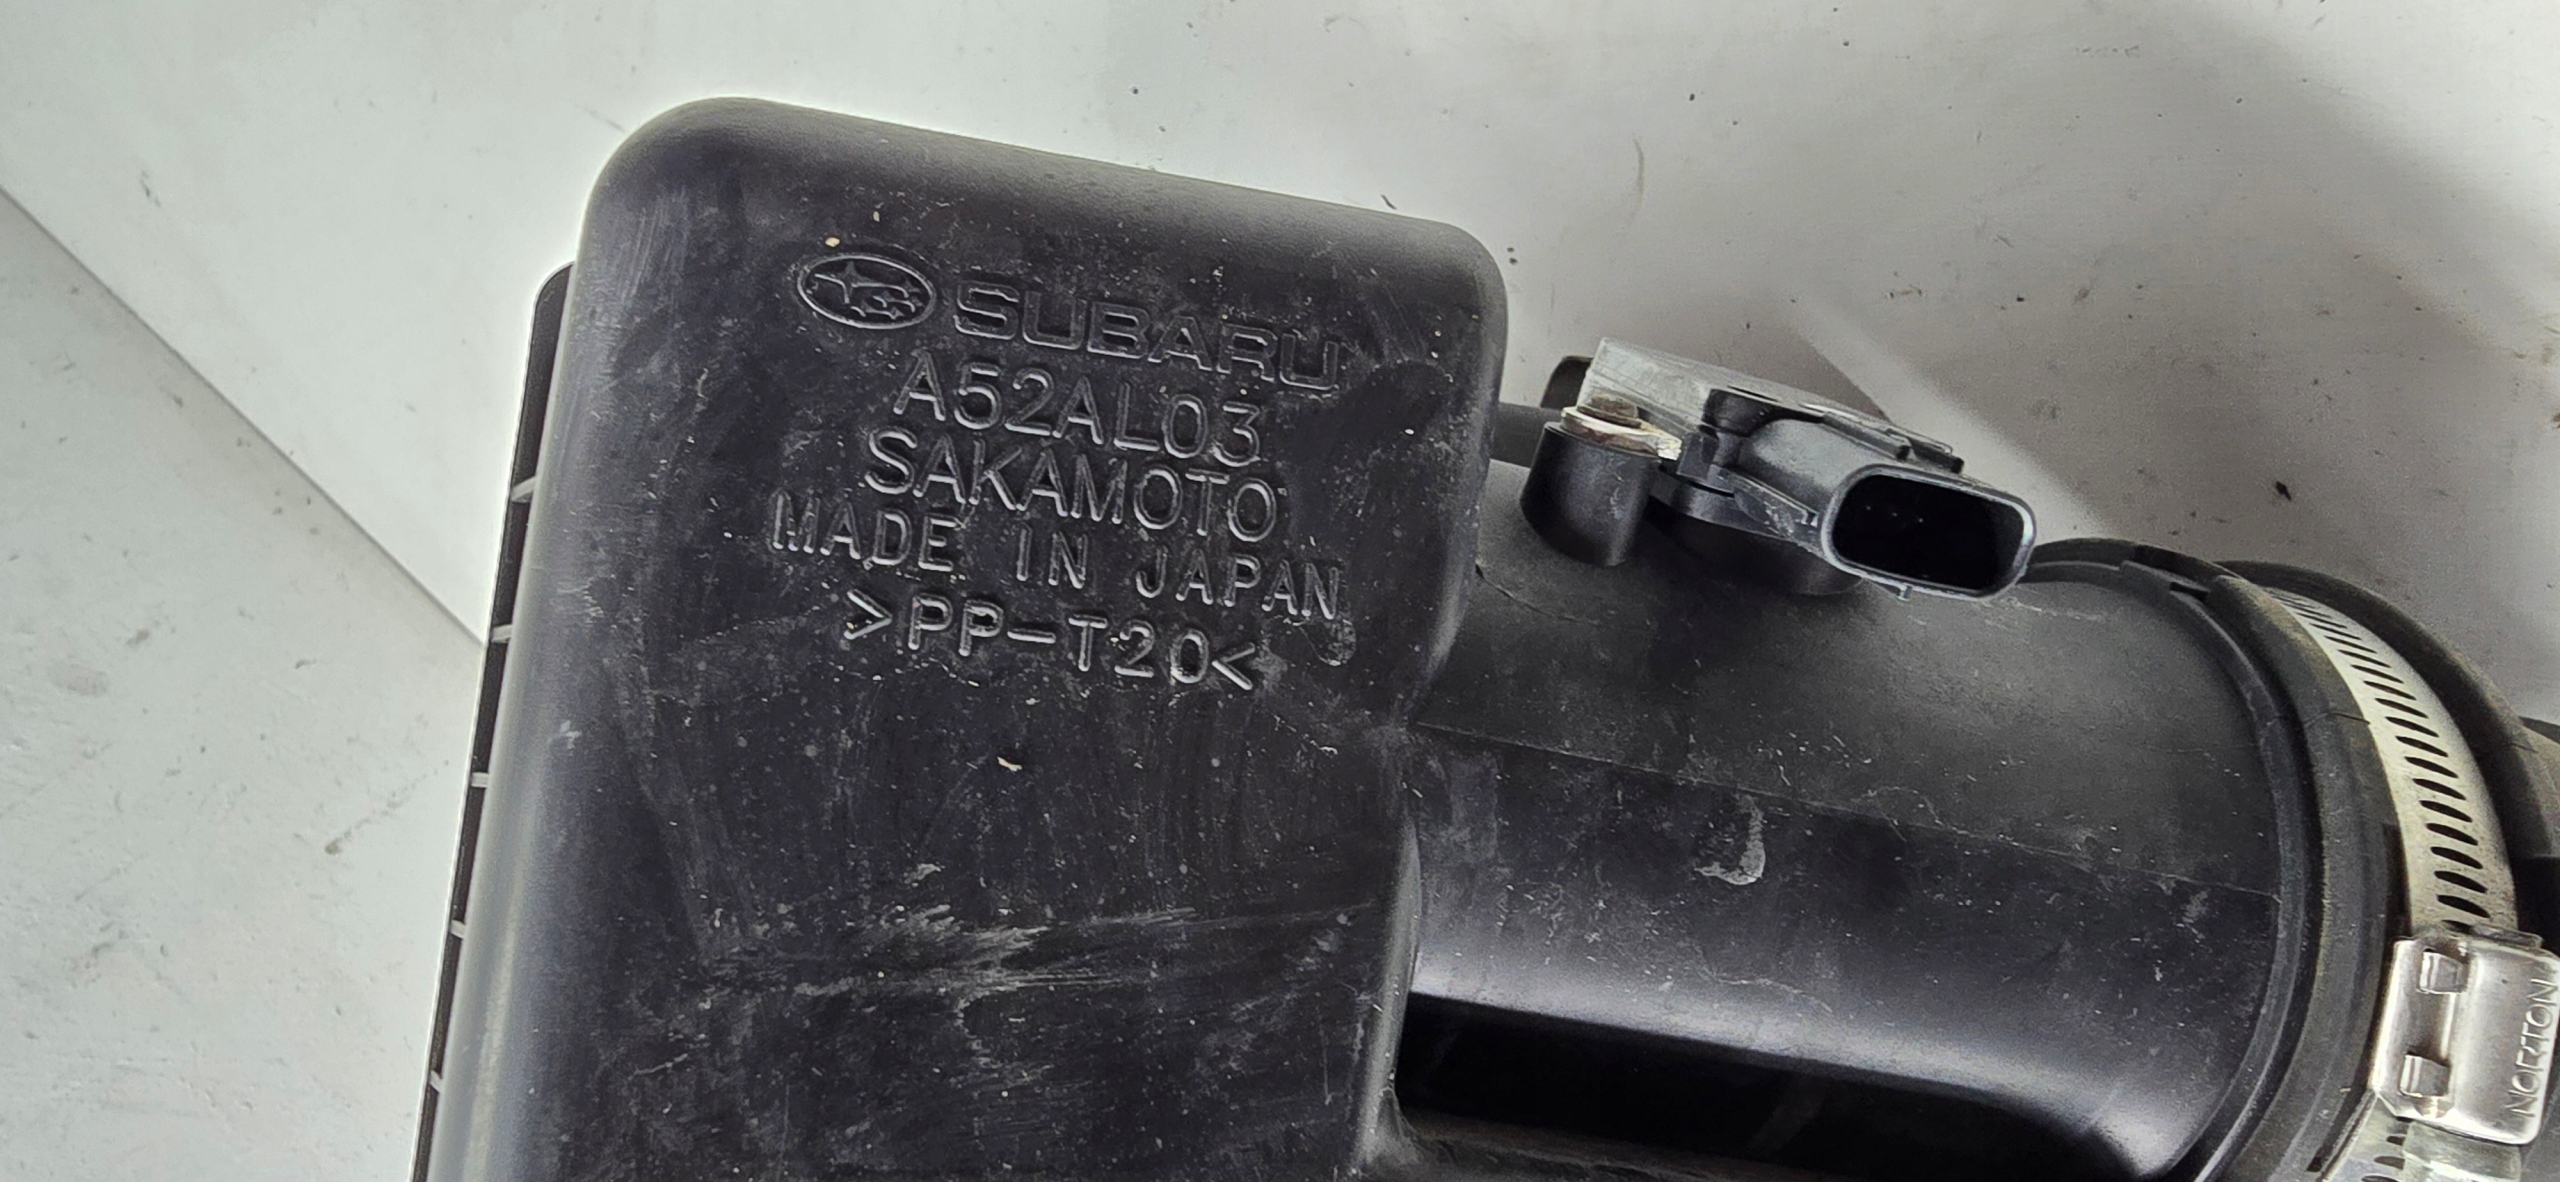 SUBARU
A52AL03
SAKAMOTO
MADE IN JAPAN
>PP-T20<
NORTON